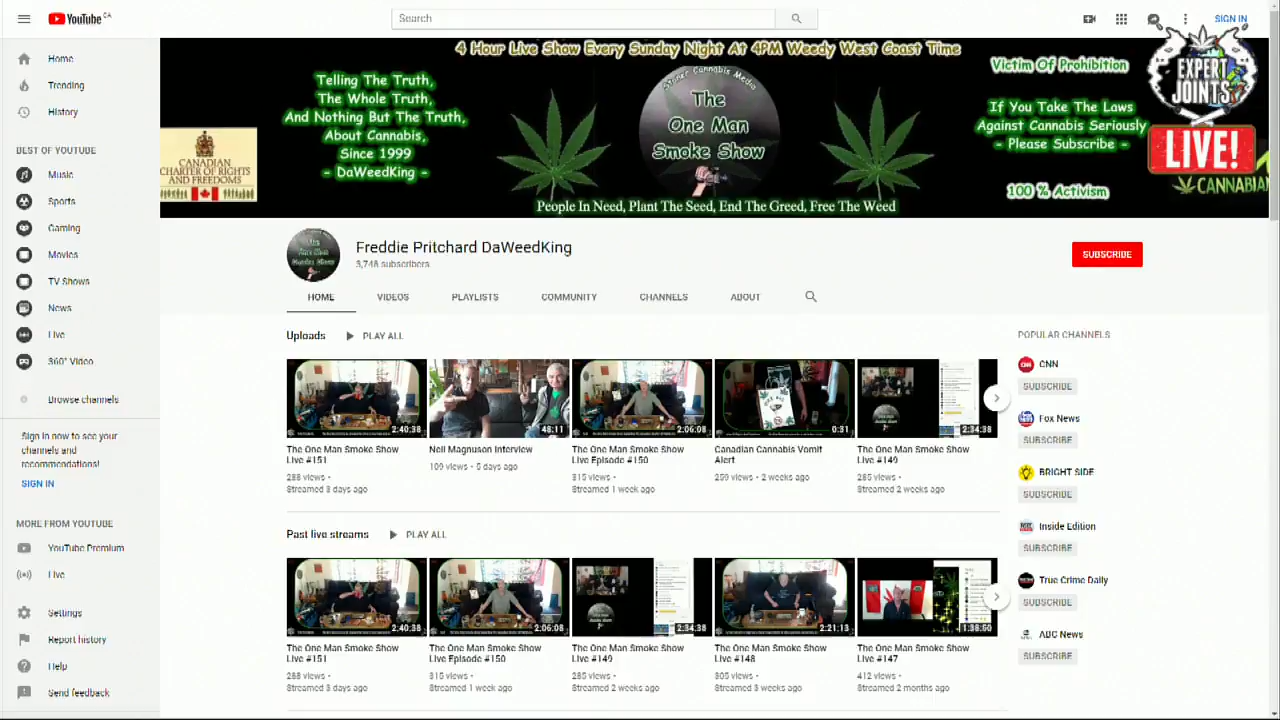 YouTube CA
Search
SIGN IN
Home
Trending
History
BEST OF YOUTUBE
Music
Sports
Gaming
Movies
TV Shows
News
Live
360° Video
Browse channels
Sign in now to see your
channels and
recommendations!
SIGN IN
MORE FROM YOUTUBE
YouTube Premium
Live
Settings
Report history
Help
Send feedback
4 Hour Live Show Every Sunday Night At 4PM Weedy West Coast Time
Telling The Truth,
The Whole Truth,
And Nothing But The Truth,
About Cannabis,
Since 1999
- DaWeedKing -
CANADIAN
CHARTER OF RIGHTS
AND FREEDOMS
Stoner Cannabis Media
The
One Man
Smoke Show
People In Need, Plant The Seed, End The Greed, Free The Weed
Victim Of Prohibition
If You Take The Laws
Against Cannabis Seriously
- Please Subscribe -
100 % Activism
EXPERT
JOINTS
LIVE!
CANNABIAN
Freddie Pritchard DaWeedKing
3,748 subscribers
SUBSCRIBE
HOME
VIDEOS
PLAYLISTS
COMMUNITY
CHANNELS
ABOUT
Uploads
PLAY ALL
2:40:38
The One Man Smoke Show
Live #151
288 views •
Streamed 3 days ago
48:11
Neil Magnuson Interview
109 views • 5 days ago
2:06:08
The One Man Smoke Show
Live Episode #150
315 views •
Streamed 1 week ago
0:31
Canadian Cannabis Vomit
Alert
259 views • 2 weeks ago
2:34:38
The One Man Smoke Show
Live #149
285 views •
Streamed 2 weeks ago
Past live streams
PLAY ALL
2:40:38
The One Man Smoke Show
Live #151
288 views •
Streamed 3 days ago
2:06:08
The One Man Smoke Show
Live Episode #150
315 views •
Streamed 1 week ago
2:34:38
The One Man Smoke Show
Live #149
285 views •
Streamed 2 weeks ago
2:21:13
The One Man Smoke Show
Live #148
305 views •
Streamed 3 weeks ago
1:38:50
The One Man Smoke Show
Live #147
412 views •
Streamed 2 months ago
POPULAR CHANNELS
CNN
SUBSCRIBE
Fox News
SUBSCRIBE
BRIGHT SIDE
SUBSCRIBE
Inside Edition
SUBSCRIBE
True Crime Daily
SUBSCRIBE
ABC News
SUBSCRIBE